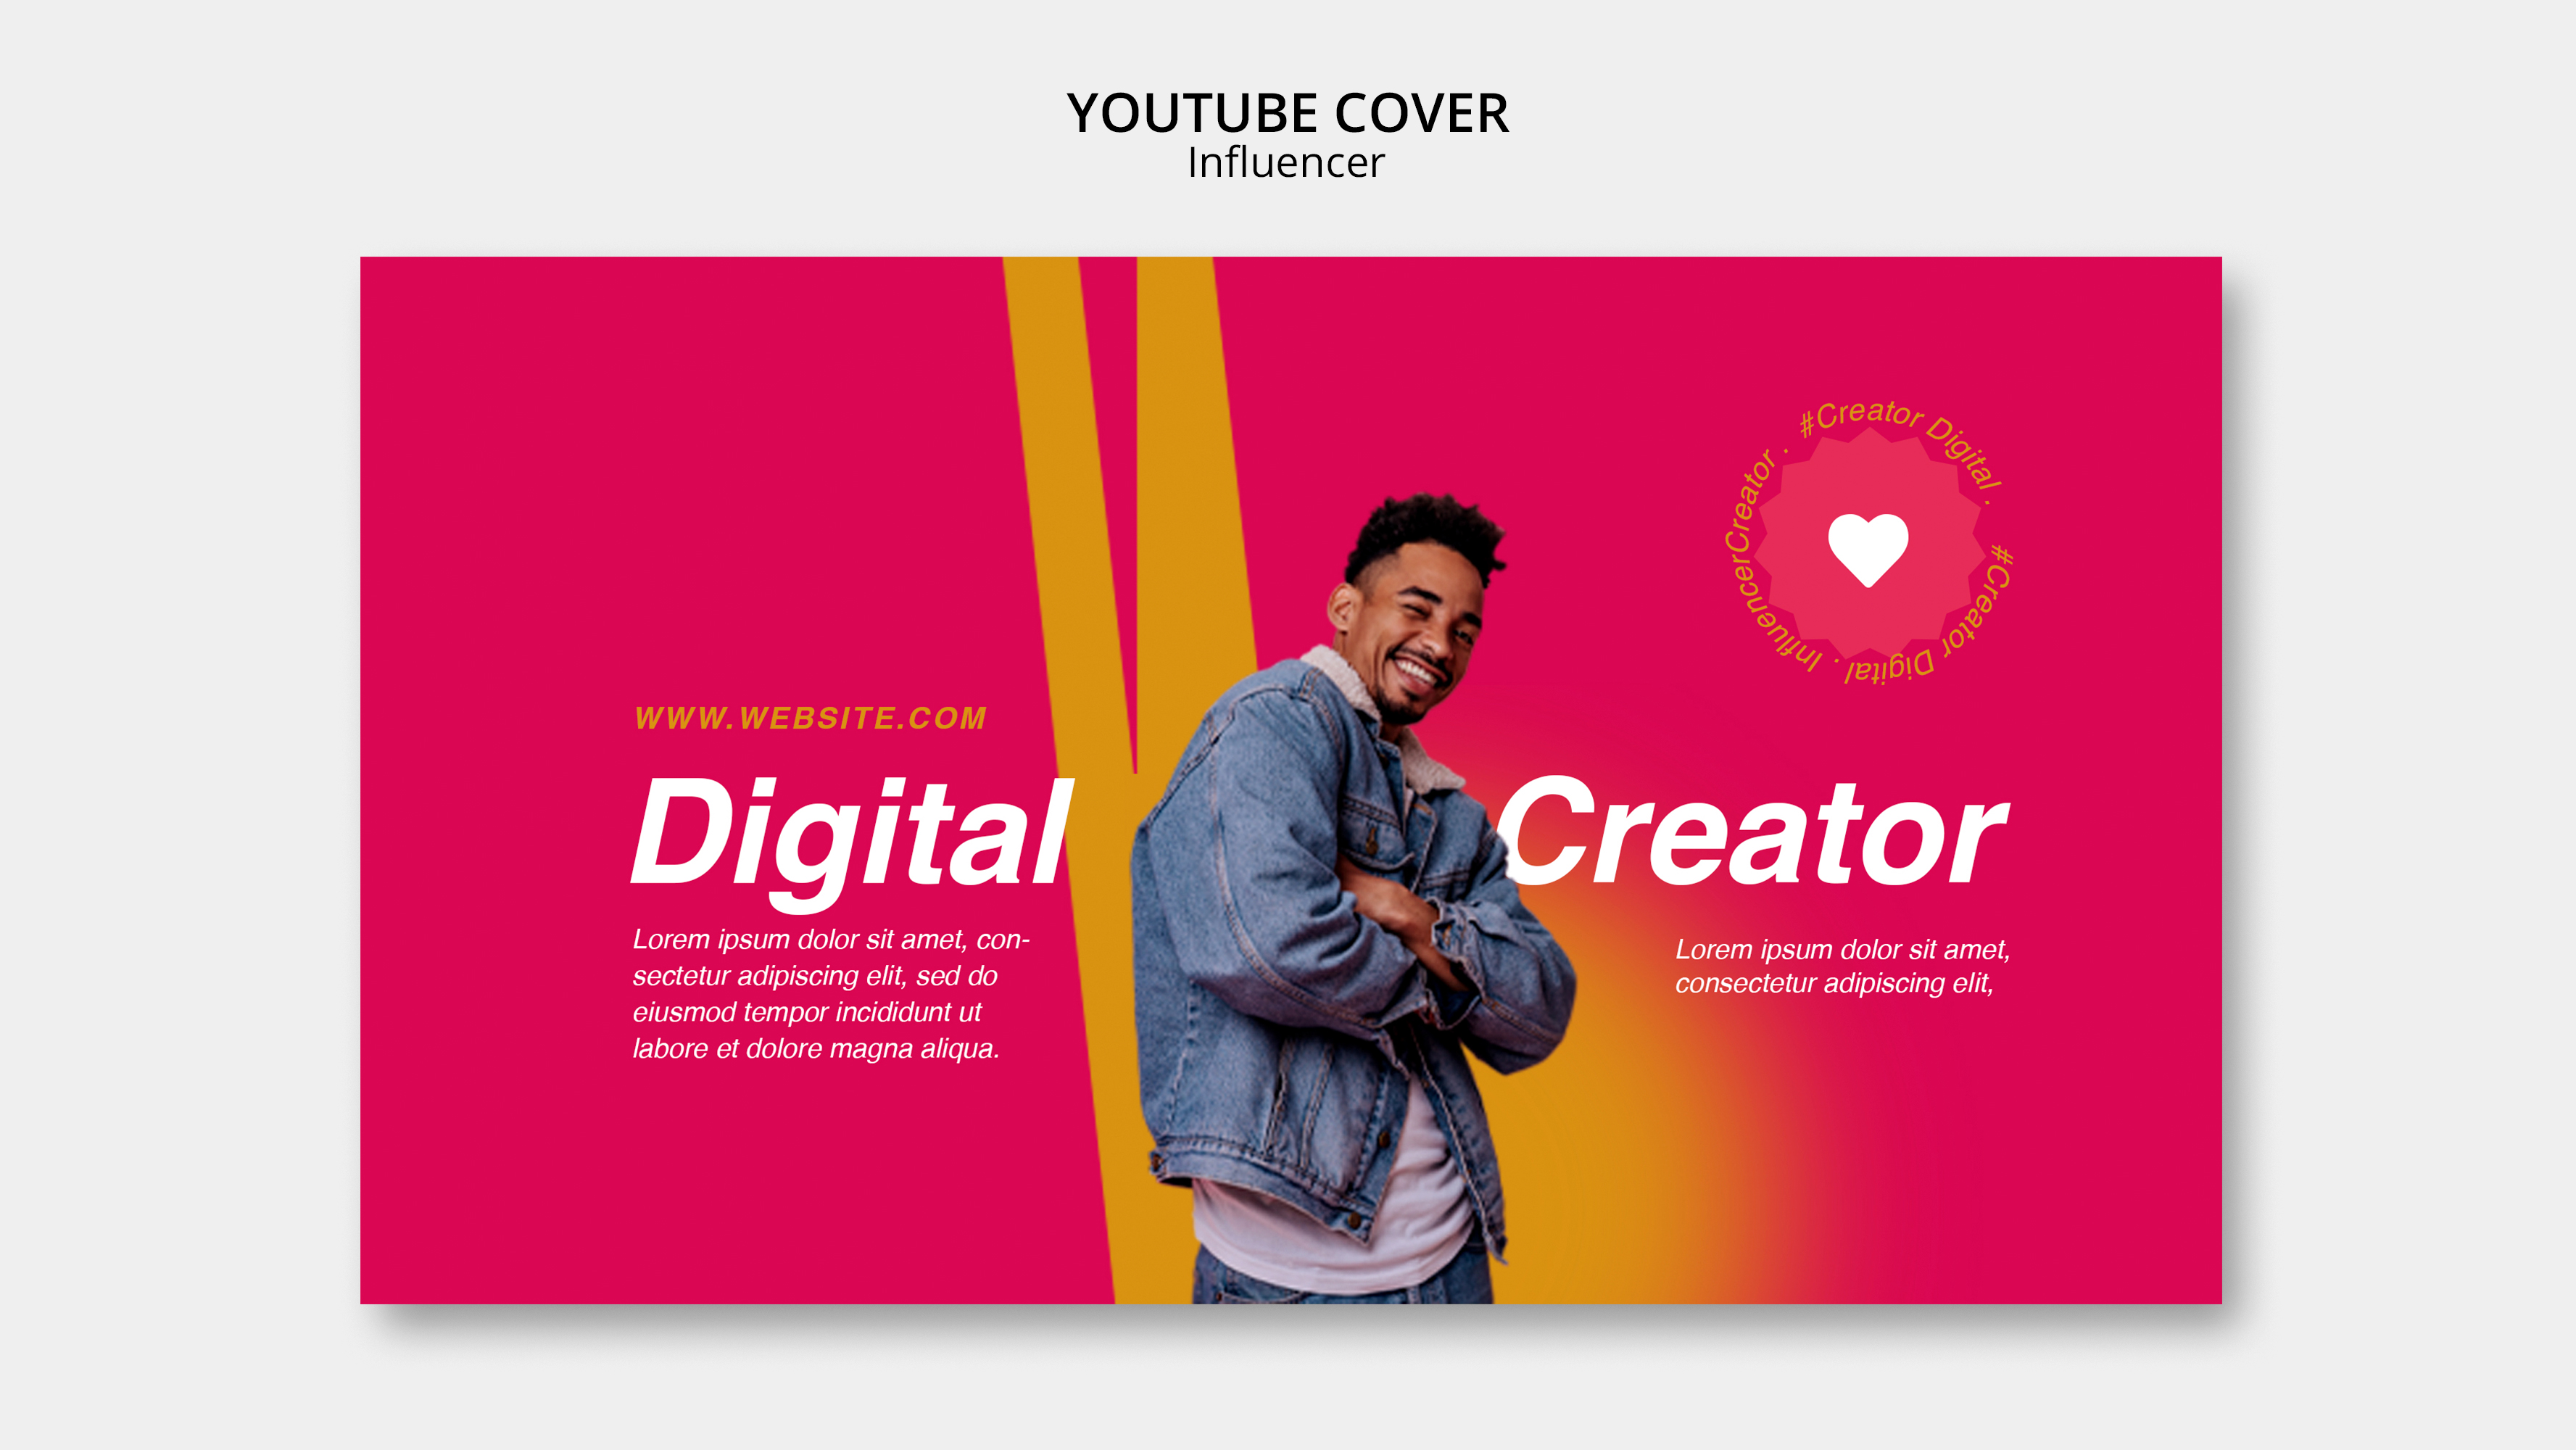 YOUTUBE COVER
Influencer
#Creator Digital .
#Creator Digital .
InfluencerCreator .
WWW.WEBSITE.COM
Digital Creator
Lorem ipsum dolor sit amet, con-
sectetur adipiscing elit, sed do
eiusmod tempor incididunt ut
labore et dolore magna aliqua.
Lorem ipsum dolor sit amet,
consectetur adipiscing elit,